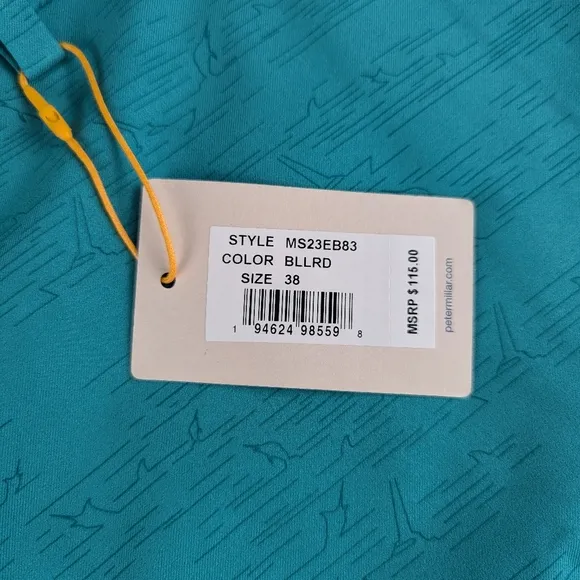 STYLE MS23EB83
COLOR BLLRD
SIZE 38
1 94624 98559 8
MSRP $ 115.00
petermillar.com